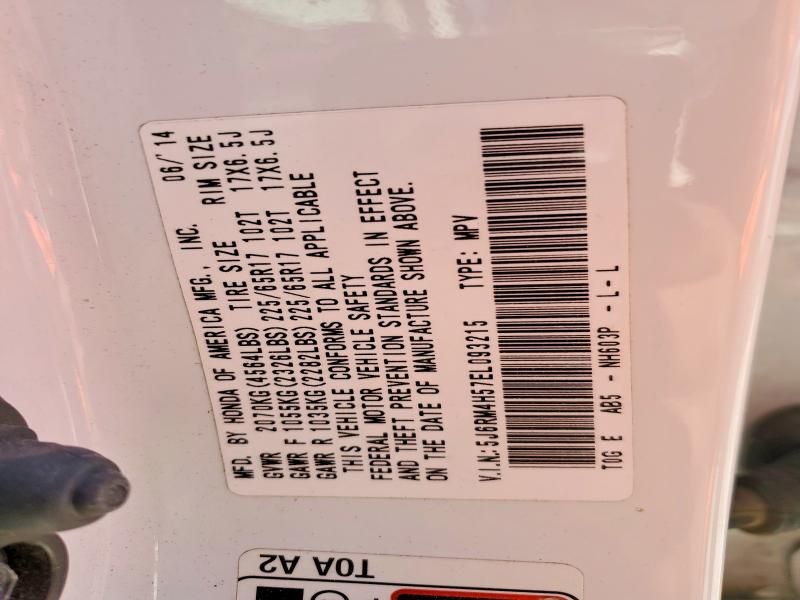 MFD. BY HONDA OF AMERICA MFG., INC. 06/'14
TIRE SIZE RIM SIZE
GVWR 2070KG(4564LBS)
GAWR F 1055KG(2326LBS) 225/65R17 102T 17X6.5J
GAWR R 1035KG(2282LBS) 225/65R17 102T 17X6.5J
THIS VEHICLE CONFORMS TO ALL APPLICABLE
FEDERAL MOTOR VEHICLE SAFETY
AND THEFT PREVENTION STANDARDS IN EFFECT
ON THE DATE OF MANUFACTURE SHOWN ABOVE.
V.I.N:5J6RM4H57EL093215 TYPE: MPV
T0G E AB5 - NH603P - L - L
T0A A2